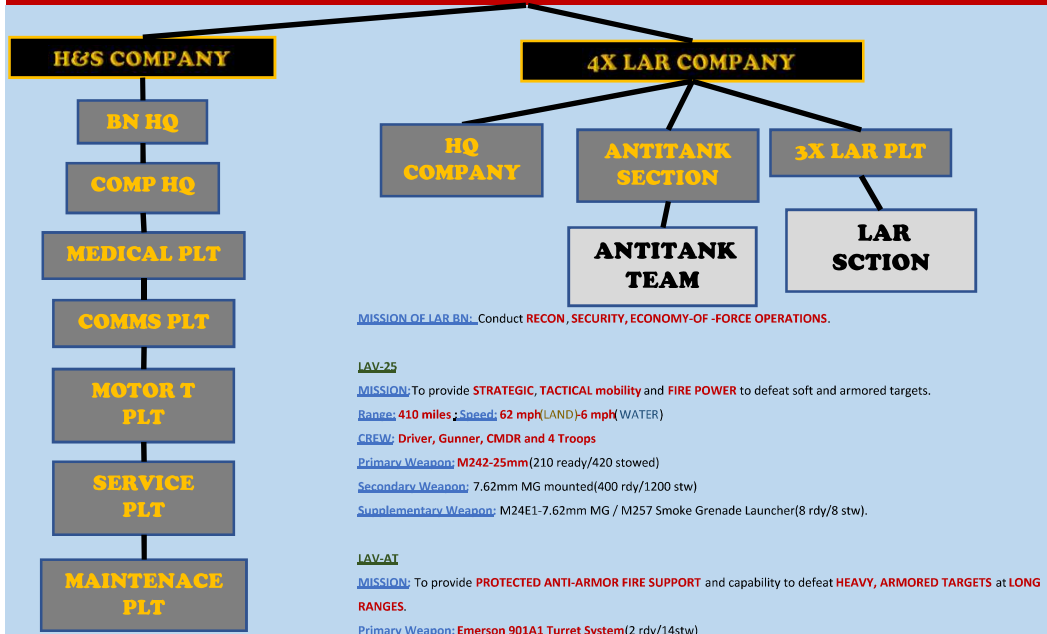 H&S COMPANY
4X LAR COMPANY
BN HQ
COMP HQ
MEDICAL PLT
COMMS PLT
MOTOR T
PLT
SERVICE
PLT
MAINTENACE
PLT
HQ
COMPANY
ANTITANK
SECTION
3X LAR PLT
ANTITANK
TEAM
LAR
SCTION
MISSION OF LAR BN: Conduct RECON, SECURITY, ECONOMY-OF -FORCE OPERATIONS.
LAV-25
MISSION:To provide STRATEGIC, TACTICAL mobility and FIRE POWER to defeat soft and armored targets.
Range: 410 miles ; Speed: 62 mph(LAND)-6 mph(WATER)
CREW: Driver, Gunner, CMDR and 4 Troops
Primary Weapon: M242-25mm(210 ready/420 stowed)
Secondary Weapon: 7.62mm MG mounted(400 rdy/1200 stw)
Supplementary Weapon: M24E1-7.62mm MG / M257 Smoke Grenade Launcher(8 rdy/8 stw).
LAV-AT
MISSION: To provide PROTECTED ANTI-ARMOR FIRE SUPPORT and capability to defeat HEAVY, ARMORED TARGETS at LONG
RANGES.
Primary Weapon: Emerson 901A1 Turret System(2 rdy/14stw)